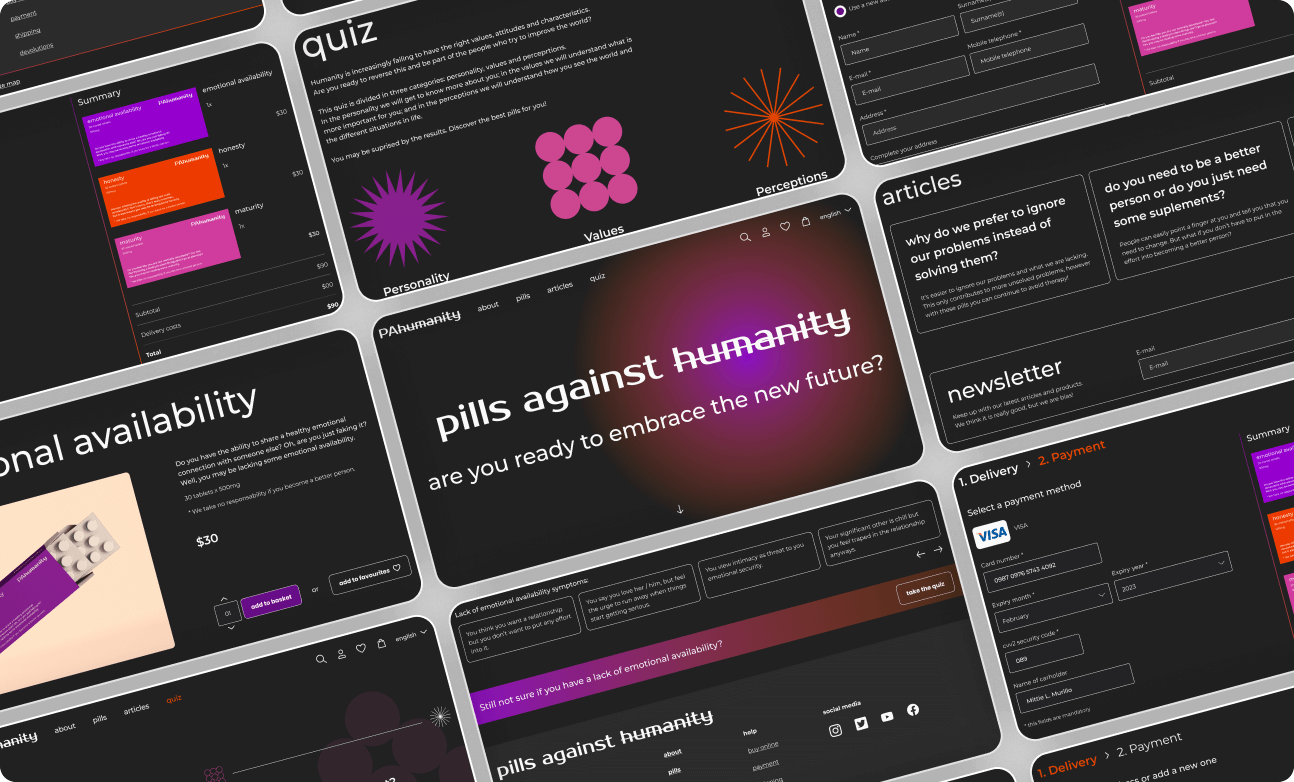 payment
shipping
devolutions
Summary
emotional availability
PAhumanity
emotional availability
1x
$30
honesty
PAhumanity
honesty
1x
$30
maturity
PAhumanity
maturity
1x
$30
Subtotal
$90
Delivery costs
$00
Total
$90
quiz
Humanity is increasingly failing to have the right values, attitudes and characteristics.
Are you ready to reverse this and be part of the people who try to improve the world?
This quiz is divided in three categories: personality, values and perceptions.
In the personality we will get to know more about you; in the values we will understand what is
more important for you; and in the perceptions we will understand how you see the world and
the different situations in life.
You may be suprised by the results. Discover the best pills for you!
Personality
Values
Perceptions
Name *
Name
Surname(s)
Mobile telephone *
Mobile telephone
E-mail *
E-mail
Address *
Address
Complete your address
maturity
Subtotal
articles
why do we prefer to ignore
our problems instead of
solving them?
It's easier to ignore our problems and what we are lacking.
This only contributes to more unsolved problems, however
with these pills you can continue to avoid therapy!
do you need to be a better
person or do you just need
some suplements?
People can easily point a finger at you and tell you that you
need to change. But what if you don't have to put in the
effort into becoming a better person?
newsletter
Keep up with our latest articles and products.
We think it is really good, but we are bias!
E-mail
E-mail
PAhumanity
about
pills
articles
quiz
english
pills against humanity
are you ready to embrace the new future?
onal availability
Do you have the ability to share a healthy emotional
connection with someone else? Oh, are you just faking it?
Well, you may be lacking some emotional availability.
30 tablets x 500mg
* We take no responsability if you become a better person.
$30
01
add to basket
or
add to favourites
PAhumanity
Lack of emotional availability symptoms:
You think you want a relationship
but you don't want to put any effort
into it.
You say you love her / him, but feel
the urge to run away when things
start getting serious.
You view intimacy as threat to you
emotional security.
Your significant other is chill but
you feel traped in the relationship
anyways.
Still not sure if you have a lack of emotional availability?
take the quiz
pills against humanity
about
pills
help
buy online
payment
social media
1. Delivery
2. Payment
Select a payment method
VISA
VISA
Card number *
0987 0976 5743 4092
Expiry month *
February
Expiry year *
2023
cvv2 security code *
089
Name of carholder
Mittie L. Murillo
* this fields are mandatory
Summary
honesty
english
about
pills
articles
quiz
1. Delivery
2. Payment